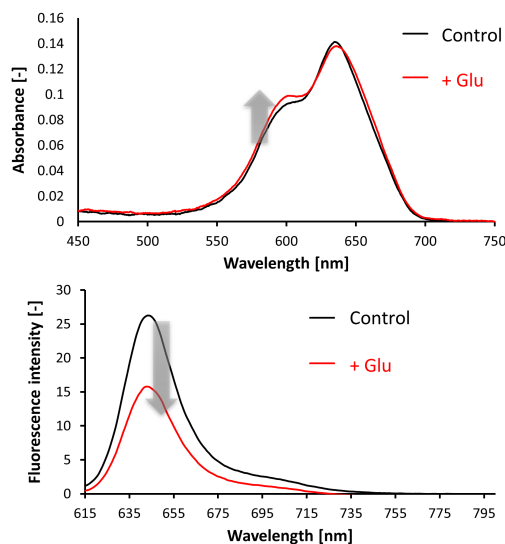 0.16
0.14
0.12
0.1
0.08
0.06
0.04
0.02
0
Absorbance [-]
Control
+ Glu
450 500 550 600 650 700 750
Wavelength [nm]
30
25
20
15
10
5
0
Fluorescence intensity [-]
Control
+ Glu
615 635 655 675 695 715 735 755 775 795
Wavelength [nm]